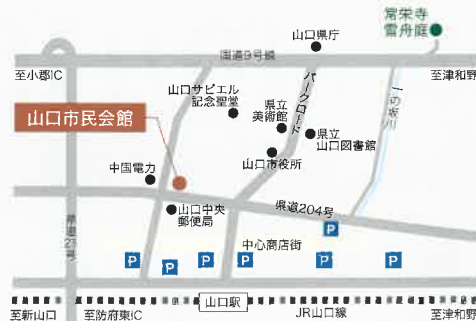 常栄寺
雪舟庭
山口県庁
国道9号線
至小郡IC
至津和野
山口サビエル
記念聖堂
パークロード
一の坂川
県立
美術館
県立
山口図書館
山口市民会館
山口市役所
中国電力
県道204号
山口中央
郵便局
県道21号
中心商店街
P
P
P
P
P
P
P
山口駅
至新山口
至防府東IC
JR山口線
至津和野